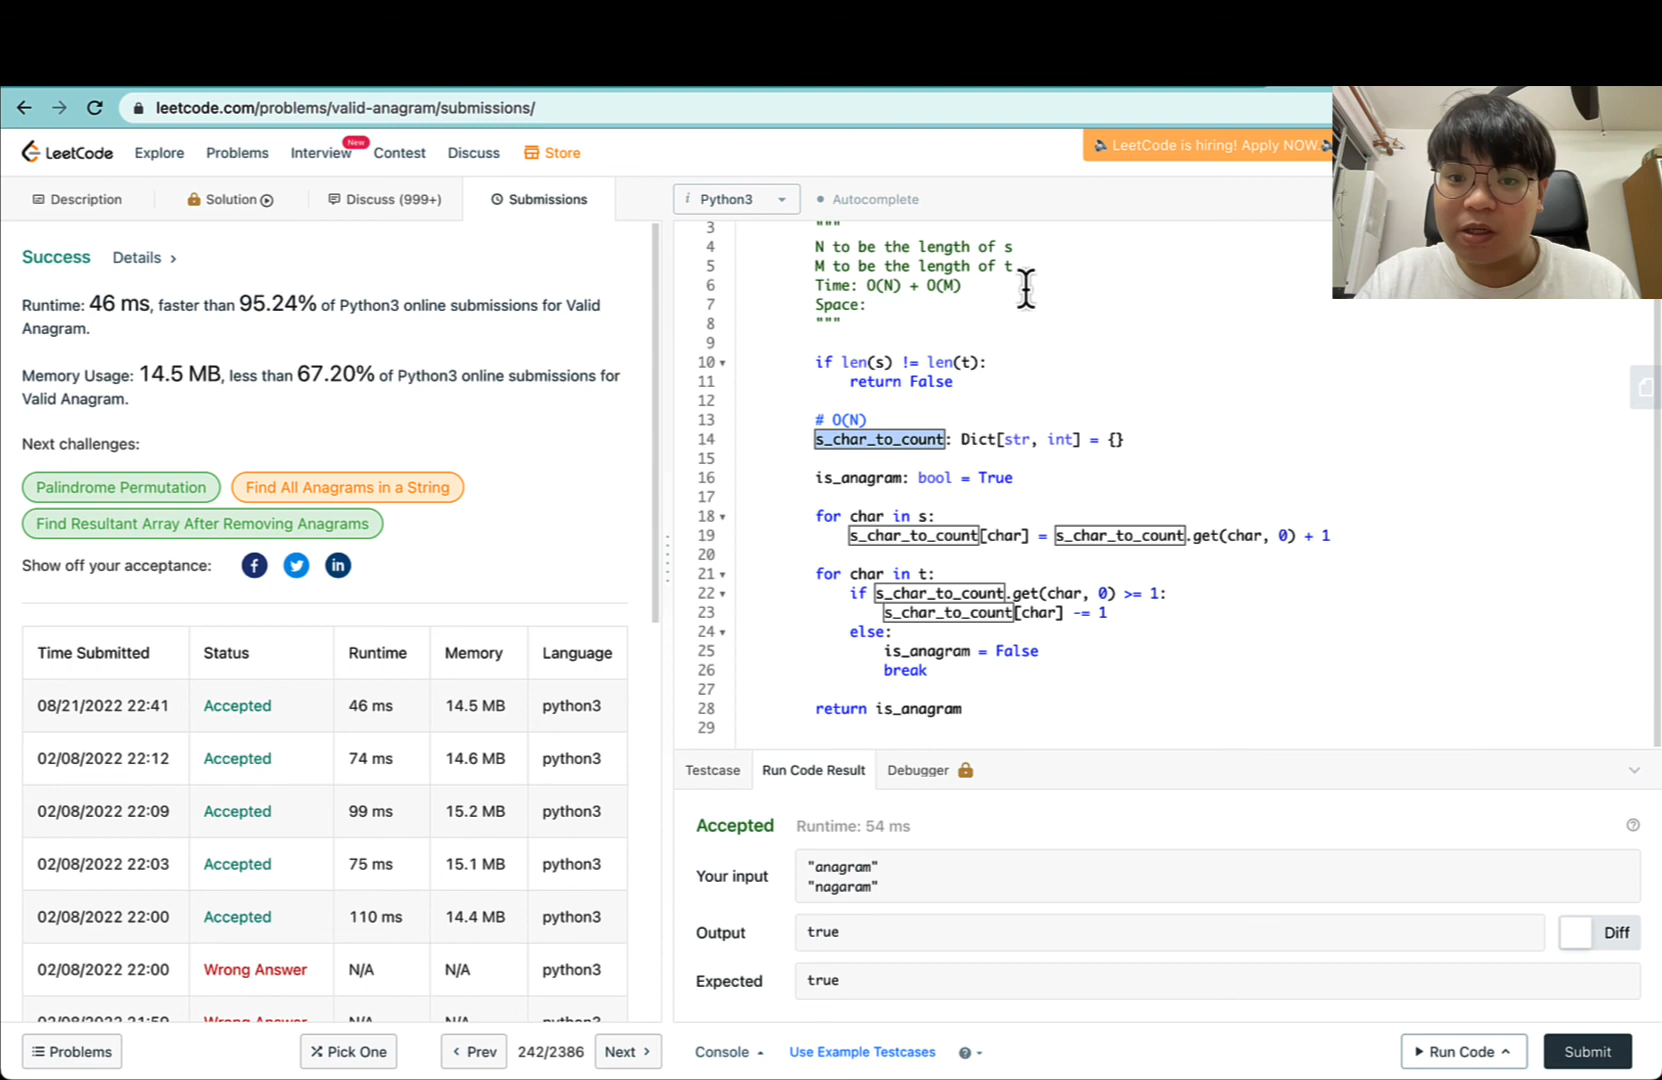 leetcode.com/problems/valid-anagram/submissions/
LeetCode
Explore
Problems
Interview
New
Contest
Discuss
Store
LeetCode is hiring! Apply NOW.
Description
Solution
Discuss (999+)
Submissions
i Python3
Autocomplete
Success
Details >
Runtime: 46 ms, faster than 95.24% of Python3 online submissions for Valid
Anagram.
Memory Usage: 14.5 MB, less than 67.20% of Python3 online submissions for
Valid Anagram.
Next challenges:
Palindrome Permutation
Find All Anagrams in a String
Find Resultant Array After Removing Anagrams
Show off your acceptance:
Time Submitted Status Runtime Memory Language
08/21/2022 22:41 Accepted 46 ms 14.5 MB python3
02/08/2022 22:12 Accepted 74 ms 14.6 MB python3
02/08/2022 22:09 Accepted 99 ms 15.2 MB python3
02/08/2022 22:03 Accepted 75 ms 15.1 MB python3
02/08/2022 22:00 Accepted 110 ms 14.4 MB python3
02/08/2022 22:00 Wrong Answer N/A N/A python3
02/08/2022 21:59 Wrong Answer N/A N/A python3
3 """
4 N to be the length of s
5 M to be the length of t
6 Time: O(N) + O(M)
7 Space:
8 """
9
10 if len(s) != len(t):
11 return False
12
13 # O(N)
14 s_char_to_count: Dict[str, int] = {}
15
16 is_anagram: bool = True
17
18 for char in s:
19 s_char_to_count[char] = s_char_to_count.get(char, 0) + 1
20
21 for char in t:
22 if s_char_to_count.get(char, 0) >= 1:
23 s_char_to_count[char] -= 1
24 else:
25 is_anagram = False
26 break
27
28 return is_anagram
29
Testcase
Run Code Result
Debugger
Accepted
Runtime: 54 ms
Your input
"anagram"
"nagaram"
Output
true
Diff
Expected
true
Problems
Pick One
< Prev
242/2386
Next >
Console
Use Example Testcases
Run Code
Submit